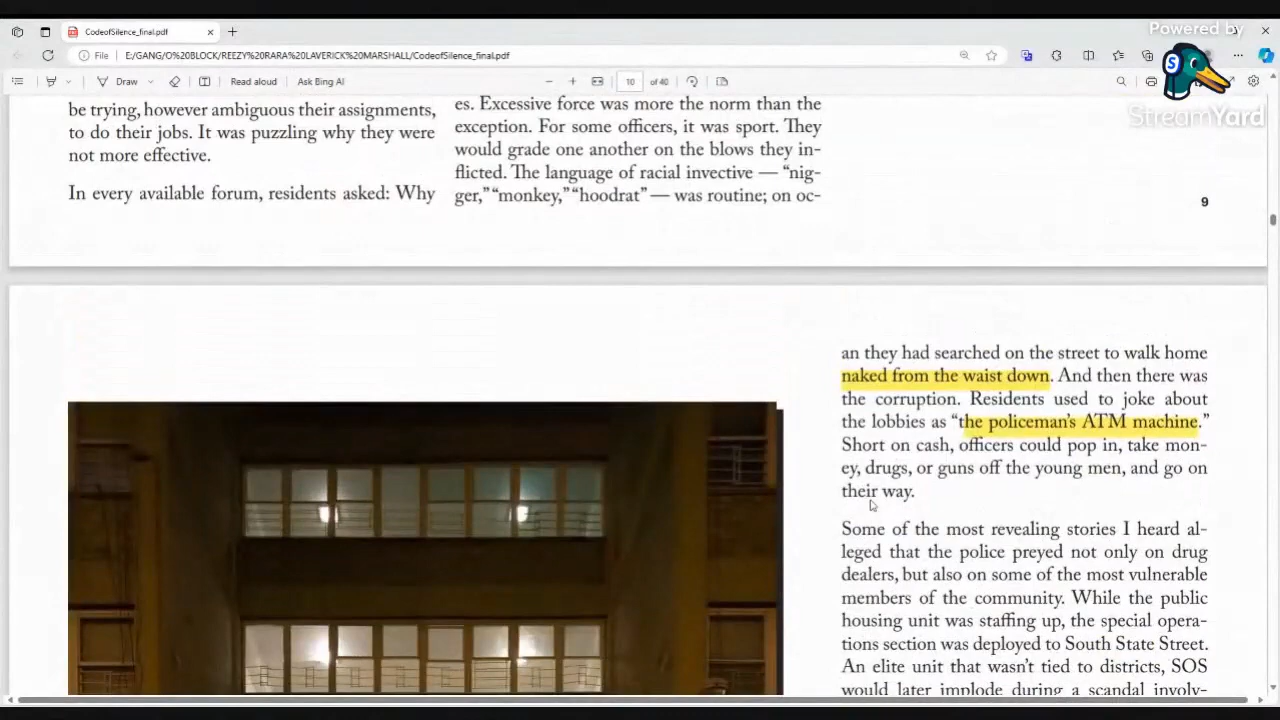 CodeofSilence_final.pdf
Powered by
StreamYard
File
E:/GANG/O%20BLOCK/REEZY%20RARA%20LAVERICK%20MARSHALL/CodeofSilence_final.pdf
Draw
Read aloud
Ask Bing AI
10 of 40
be trying, however ambiguous their assignments,
to do their jobs. It was puzzling why they were
not more effective.
In every available forum, residents asked: Why
es. Excessive force was more the norm than the
exception. For some officers, it was sport. They
would grade one another on the blows they in-
flicted. The language of racial invective — “nig-
ger,” “monkey,” “hoodrat” — was routine; on oc-
9
an they had searched on the street to walk home
naked from the waist down. And then there was
the corruption. Residents used to joke about
the lobbies as “the policeman’s ATM machine.”
Short on cash, officers could pop in, take mon-
ey, drugs, or guns off the young men, and go on
their way.
Some of the most revealing stories I heard al-
leged that the police preyed not only on drug
dealers, but also on some of the most vulnerable
members of the community. While the public
housing unit was staffing up, the special opera-
tions section was deployed to South State Street.
An elite unit that wasn’t tied to districts, SOS
would later implode during a scandal involv-